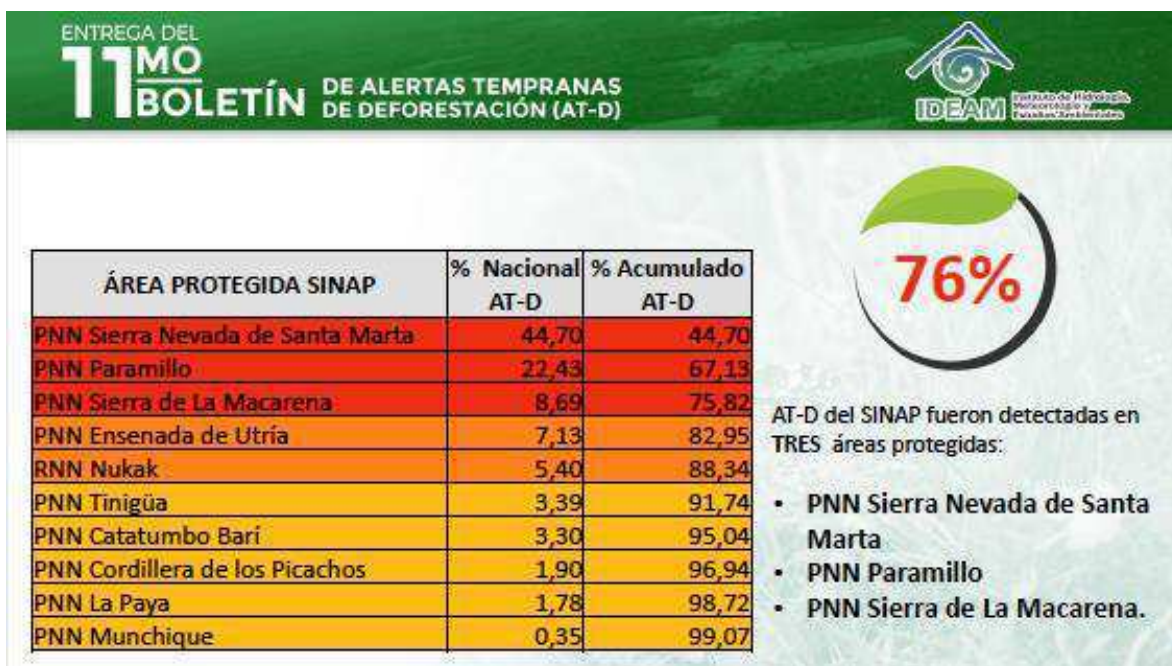 ENTREGA DEL
11MO
BOLETÍN DE ALERTAS TEMPRANAS
DE DEFORESTACIÓN (AT-D)
IDEAM
Instituto de Hidrología,
Meteorología y
Estudios Ambientales
ÁREA PROTEGIDA SINAP % Nacional AT-D % Acumulado AT-D
PNN Sierra Nevada de Santa Marta 44,70 44,70
PNN Paramillo 22,43 67,13
PNN Sierra de La Macarena 8,69 75,82
PNN Ensenada de Utría 7,13 82,95
RNN Nukak 5,40 88,34
PNN Tinigüa 3,39 91,74
PNN Catatumbo Barí 3,30 95,04
PNN Cordillera de los Picachos 1,90 96,94
PNN La Paya 1,78 98,72
PNN Munchique 0,35 99,07
76%
AT-D del SINAP fueron detectadas en
TRES áreas protegidas:
• PNN Sierra Nevada de Santa
Marta
• PNN Paramillo
• PNN Sierra de La Macarena.